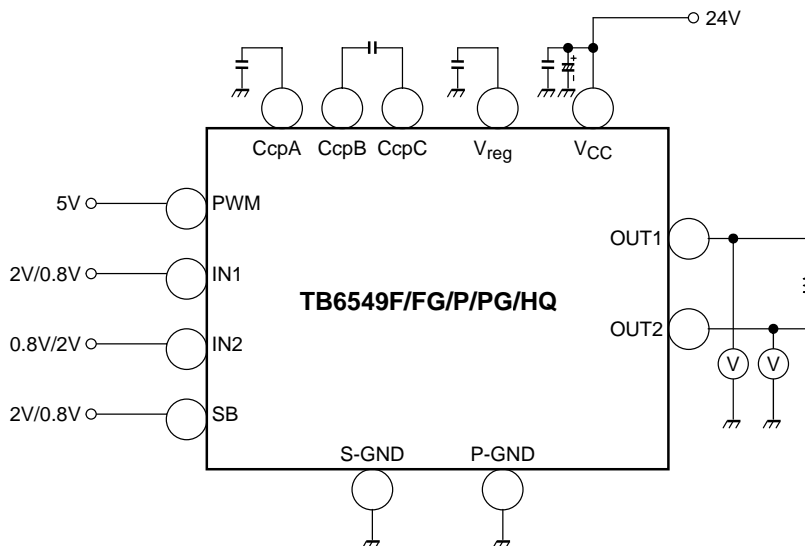 24V
+
−
CcpA CcpB CcpC Vreg VCC
5V PWM
OUT1
2V/0.8V IN1
TB6549F/FG/P/PG/HQ
0.8V/2V IN2
OUT2
V V
2V/0.8V SB
S-GND P-GND